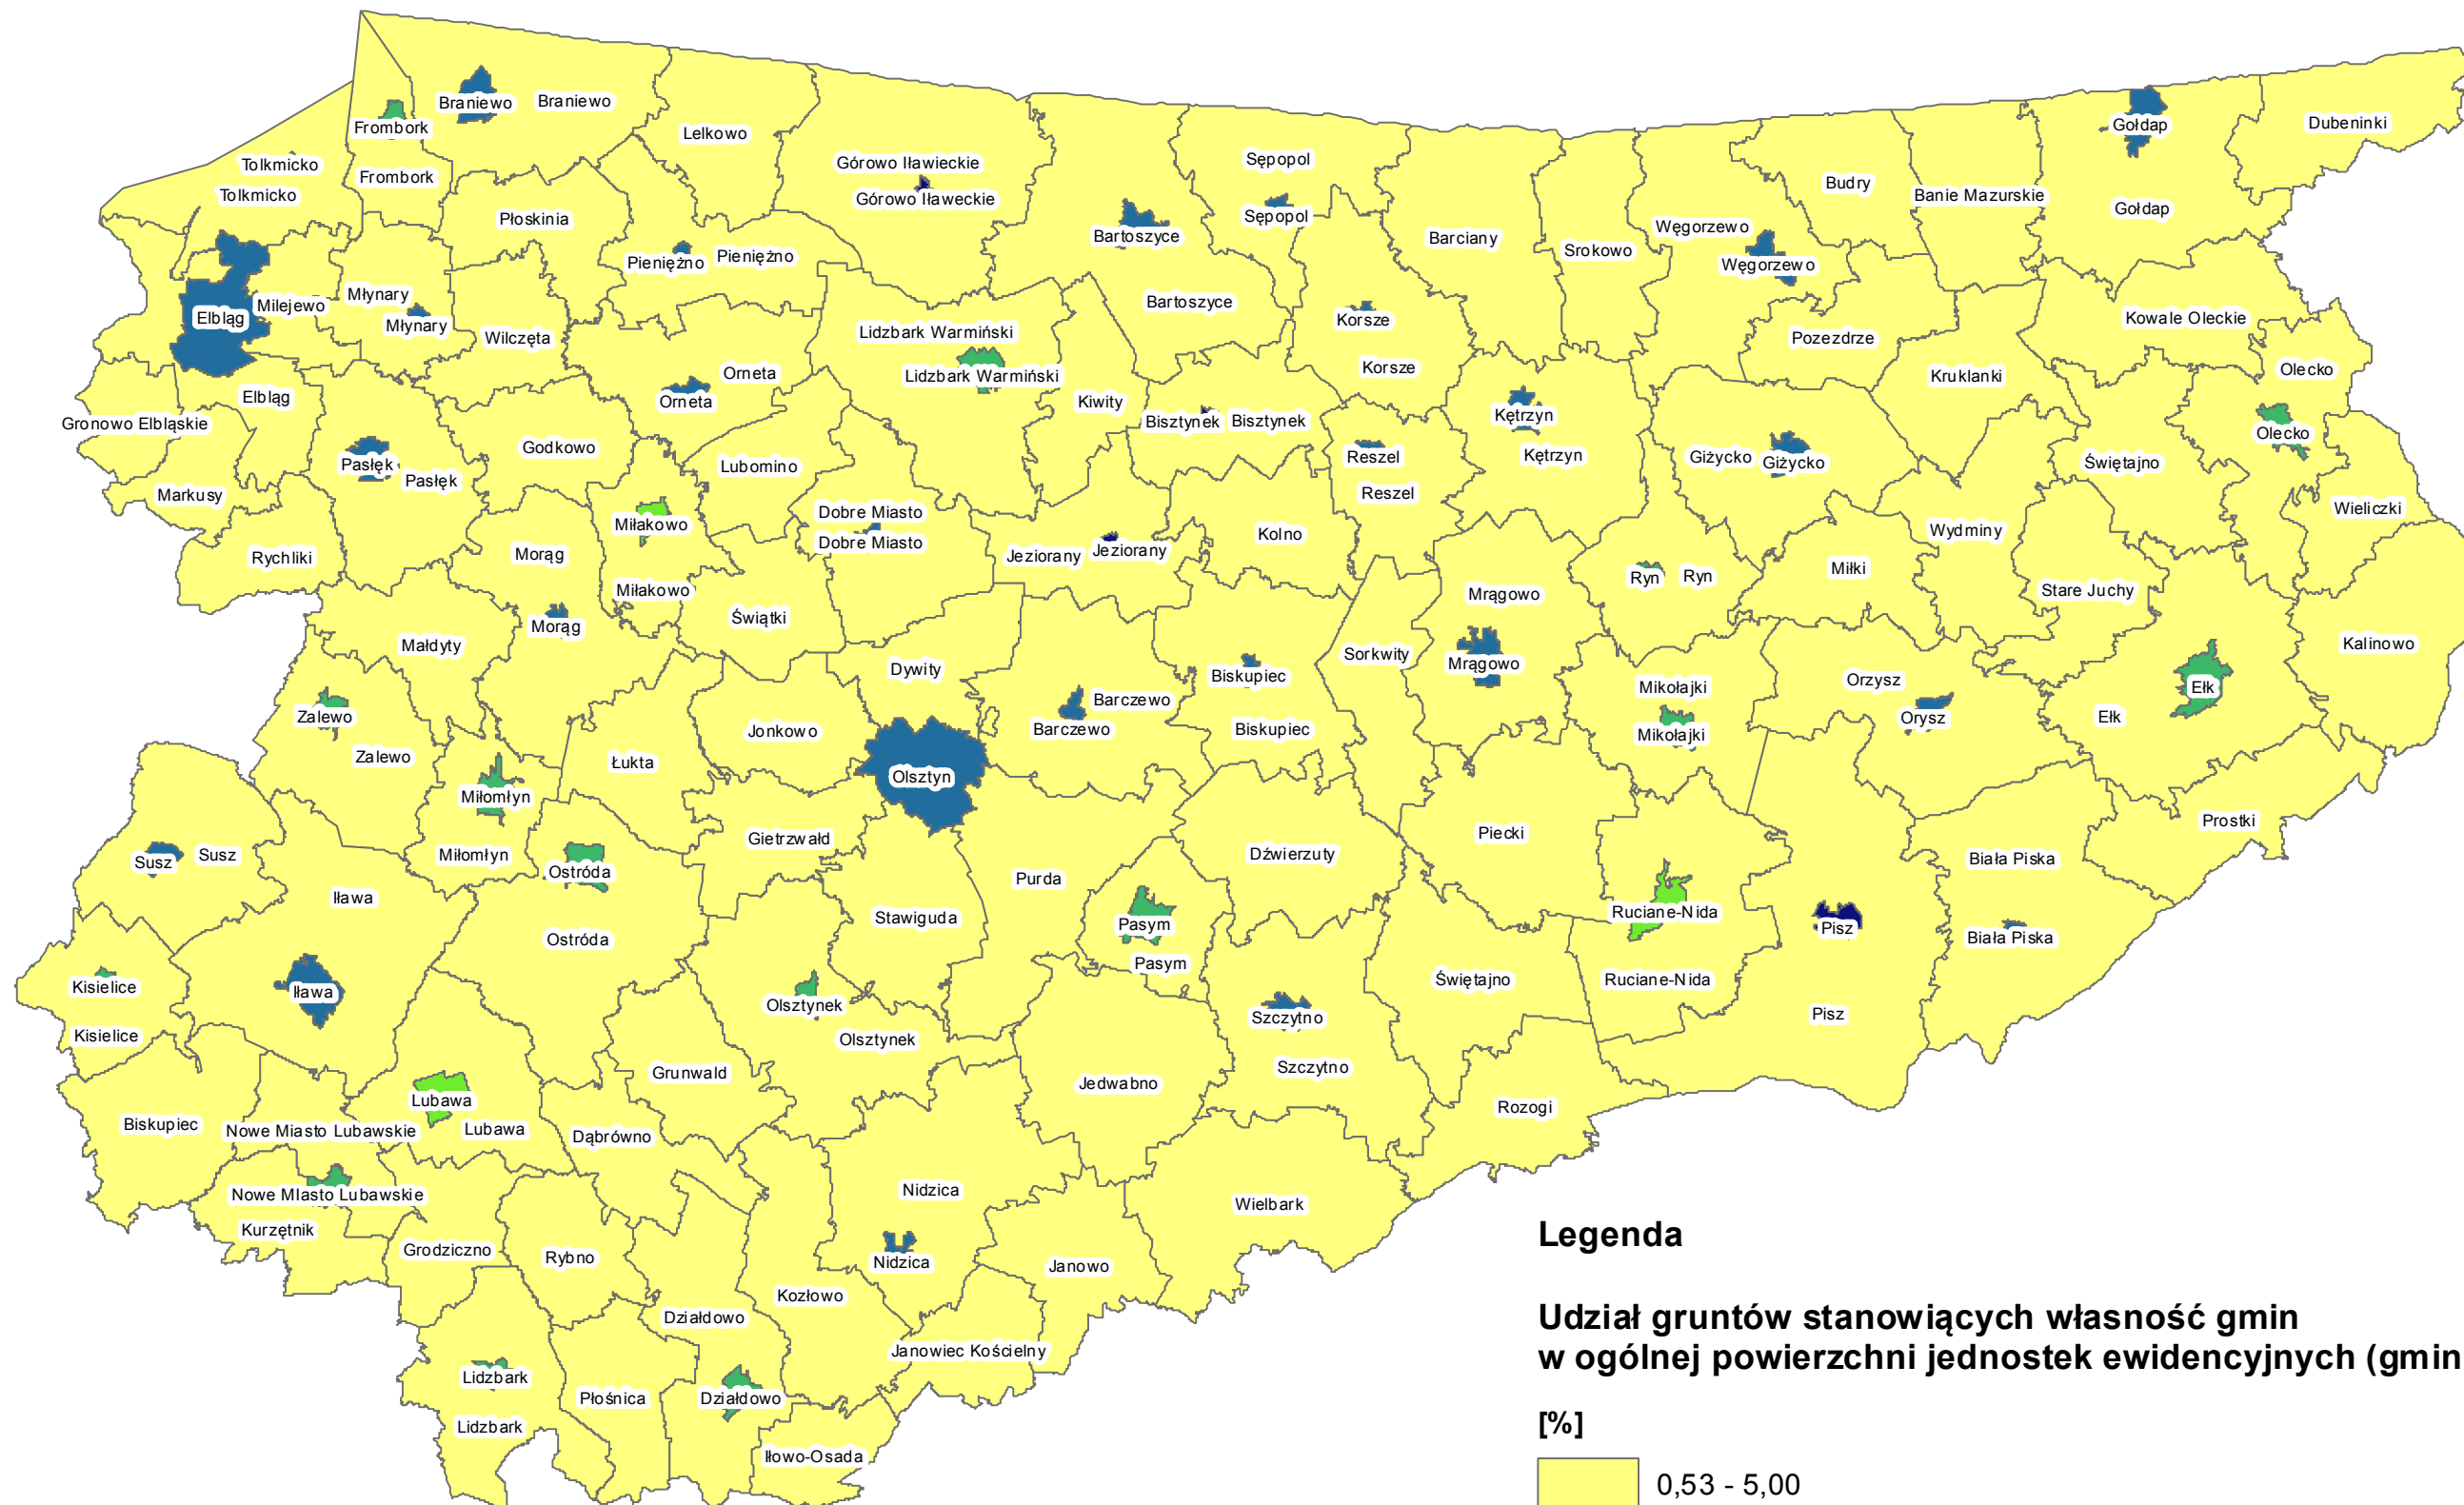 Braniewo
Braniewo
Frombork
Lelkowo
Gołdap
Dubeninki
Tolkmicko
Frombork
Górowo Iławieckie
Sępopol
Tolkmicko
Górowo Iławeckie
Budry
Banie Mazurskie
Płoskinia
Sępopol
Gołdap
Bartoszyce
Barciany
Węgorzewo
Srokowo
Pieniężno
Pieniężno
Węgorzewo
Młynary
Milejewo
Bartoszyce
Elbląg
Młynary
Korsze
Kowale Oleckie
Wilczęta
Lidzbark Warmiński
Pozezdrze
Orneta
Lidzbark Warmiński
Korsze
Kruklanki
Olecko
Elbląg
Orneta
Kiwity
Gronowo Elbląskie
Bisztynek
Bisztynek
Kętrzyn
Olecko
Godkowo
Pasłęk
Pasłęk
Lubomino
Reszel
Kętrzyn
Giżycko
Giżycko
Świętajno
Markusy
Reszel
Dobre Miasto
Miłakowo
Wieliczki
Dobre Miasto
Kolno
Wydminy
Rychliki
Morąg
Jeziorany
Jeziorany
Ryn
Ryn
Miłki
Miłakowo
Mrągowo
Stare Juchy
Świątki
Morąg
Małdyty
Dywity
Sorkwity
Mrągowo
Kalinowo
Biskupiec
Mikołajki
Orzysz
Ełk
Zalewo
Barczewo
Barczewo
Orysz
Ełk
Zalewo
Jonkowo
Biskupiec
Mikołajki
Łukta
Olsztyn
Miłomłyn
Gietrzwałd
Piecki
Prostki
Susz
Susz
Miłomłyn
Ostróda
Dźwierzuty
Biała Piska
Iława
Purda
Stawiguda
Pasym
Ruciane-Nida
Pisz
Ostróda
Biała Piska
Kisielice
Iława
Pasym
Olsztynek
Świętajno
Ruciane-Nida
Kisielice
Olsztynek
Szczytno
Pisz
Grunwald
Jedwabno
Szczytno
Lubawa
Biskupiec
Nowe Miasto Lubawskie
Lubawa
Dąbrówno
Rozogi
Nowe MIasto Lubawskie
Nidzica
Wielbark
Kurzętnik
Grodziczno
Rybno
Nidzica
Janowo
Kozłowo
Działdowo
Janowiec Kościelny
Lidzbark
Płośnica
Działdowo
Lidzbark
Iłowo-Osada
Legenda
Udział gruntów stanowiących własność gmin
w ogólnej powierzchni jednostek ewidencyjnych (gmin
[%]
0,53 - 5,00